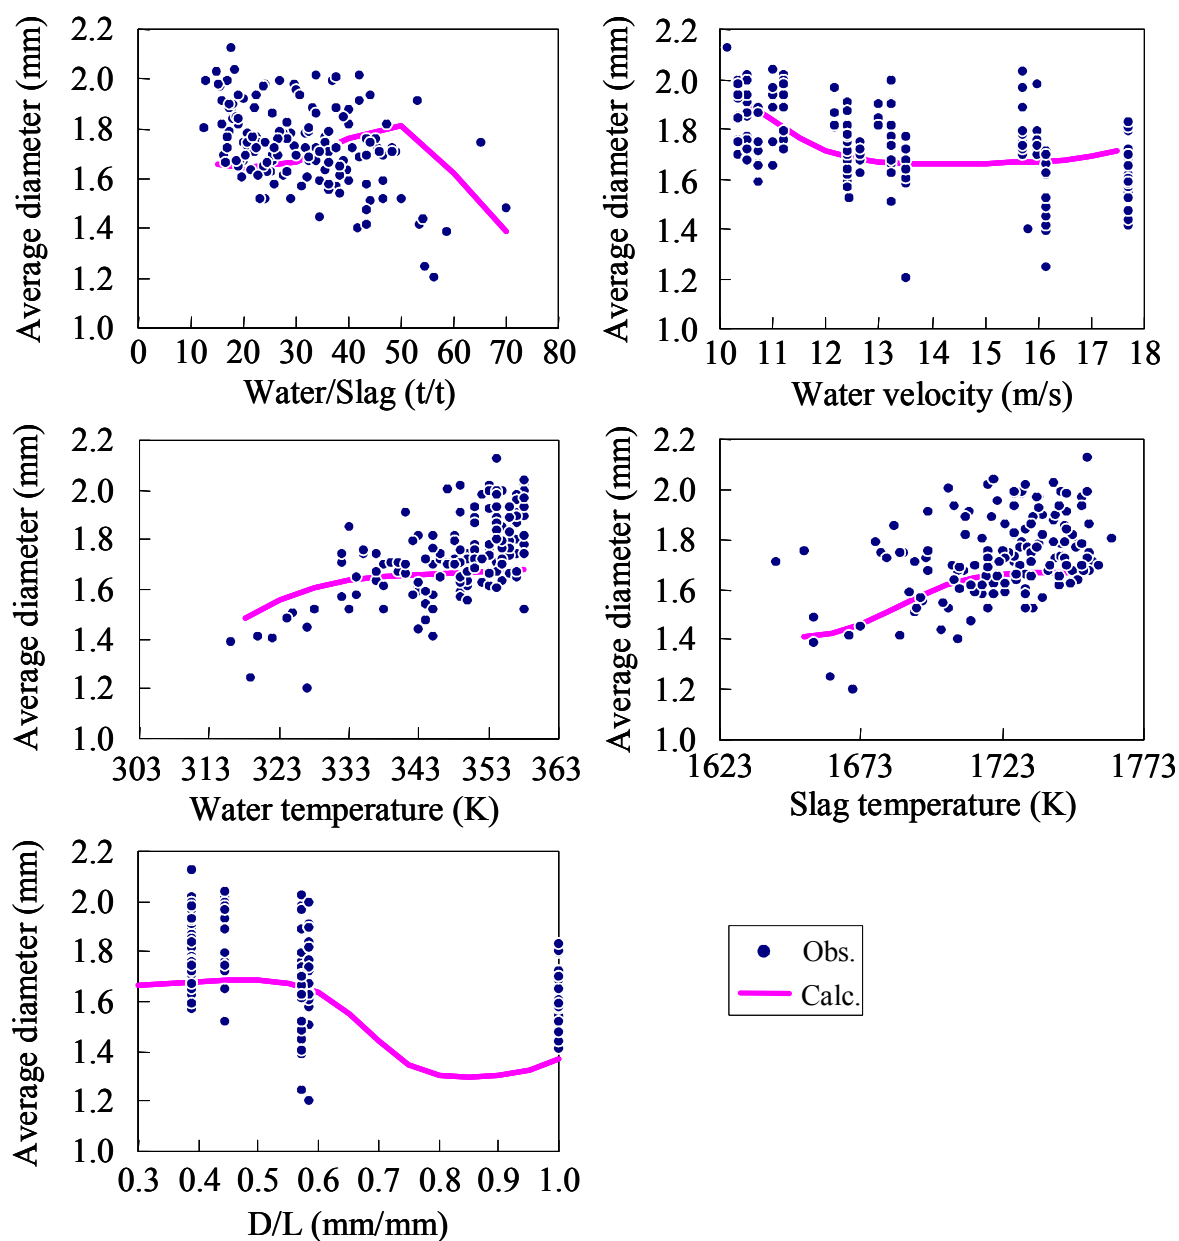 Average diameter (mm)
2.2
2.0
1.8
1.6
1.4
1.2
1.0
0 10 20 30 40 50 60 70 80
Water/Slag (t/t)
Average diameter (mm)
2.2
2.0
1.8
1.6
1.4
1.2
1.0
10 11 12 13 14 15 16 17 18
Water velocity (m/s)
Average diameter (mm)
2.2
2.0
1.8
1.6
1.4
1.2
1.0
303 313 323 333 343 353 363
Water temperature (K)
Average diameter (mm)
2.2
2.0
1.8
1.6
1.4
1.2
1.0
1623 1673 1723 1773
Slag temperature (K)
Average diameter (mm)
2.2
2.0
1.8
1.6
1.4
1.2
1.0
0.3 0.4 0.5 0.6 0.7 0.8 0.9 1.0
D/L (mm/mm)
Obs.
Calc.